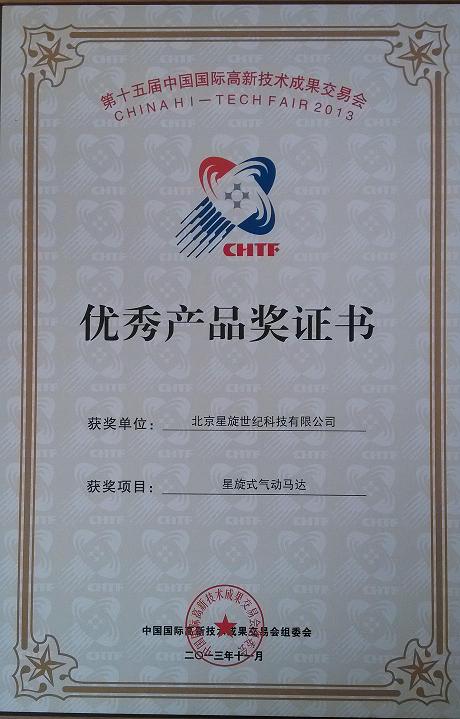 第十五届中国国际高新技术成果交易会
CHINA HI-TECH FAIR 2013
CHTF
优秀产品奖证书
获奖单位: 北京星旋世纪科技有限公司
获奖项目: 星旋式气动马达
中国国际高新技术成果交易会组委会
二〇一三年十一月